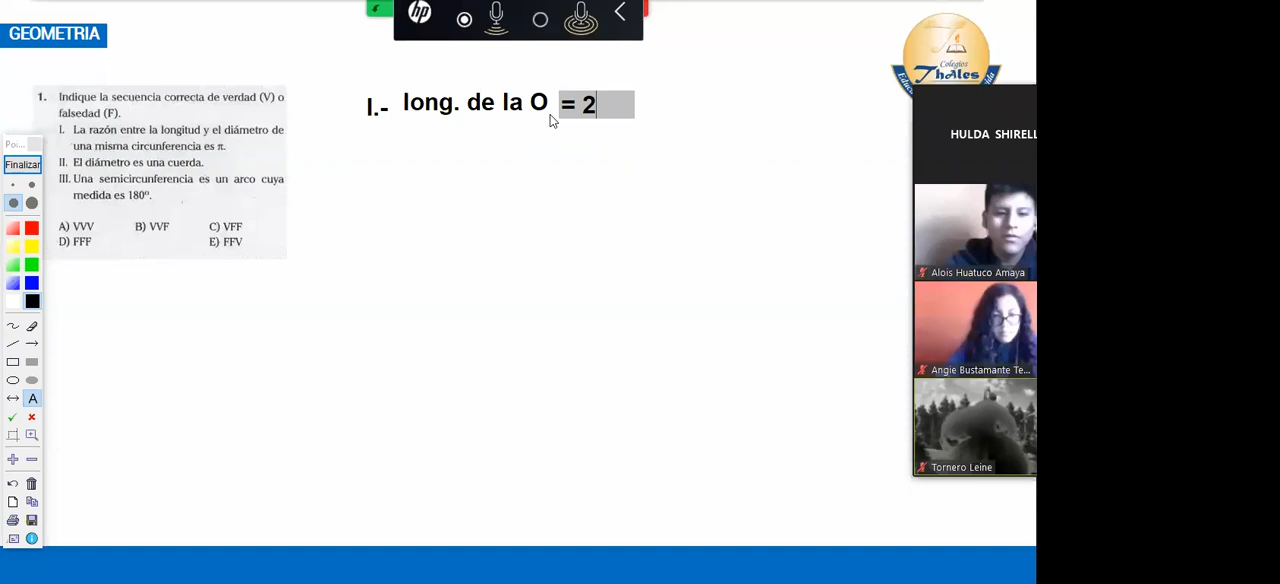 hp
GEOMETRIA
Colegios
Thales
1. Indique la secuencia correcta de verdad (V) o
falsedad (F).
I. La razón entre la longitud y el diámetro de
una misma circunferencia es π.
II. El diámetro es una cuerda.
III. Una semicircunferencia es un arco cuya
medida es 180º.
A) VVV B) VVF C) VFF
D) FFF E) FFV
I.- long. de la O = 2
Finalizar
A
HULDA SHIRELL
Alois Huatuco Amaya
Angie Bustamante Te...
Tornero Leine